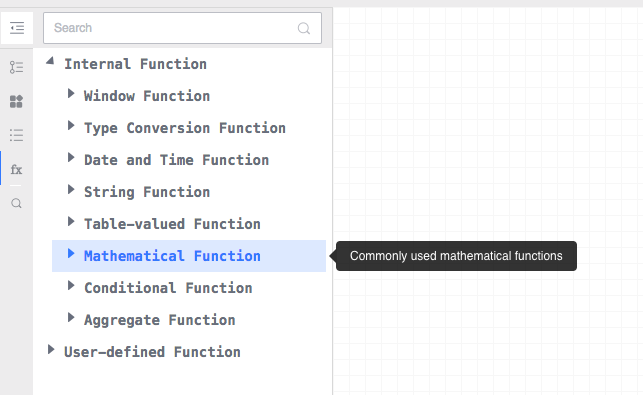 Search
Internal Function
Window Function
Type Conversion Function
Date and Time Function
fx
String Function
Table-valued Function
Mathematical Function
Commonly used mathematical functions
Conditional Function
Aggregate Function
User-defined Function